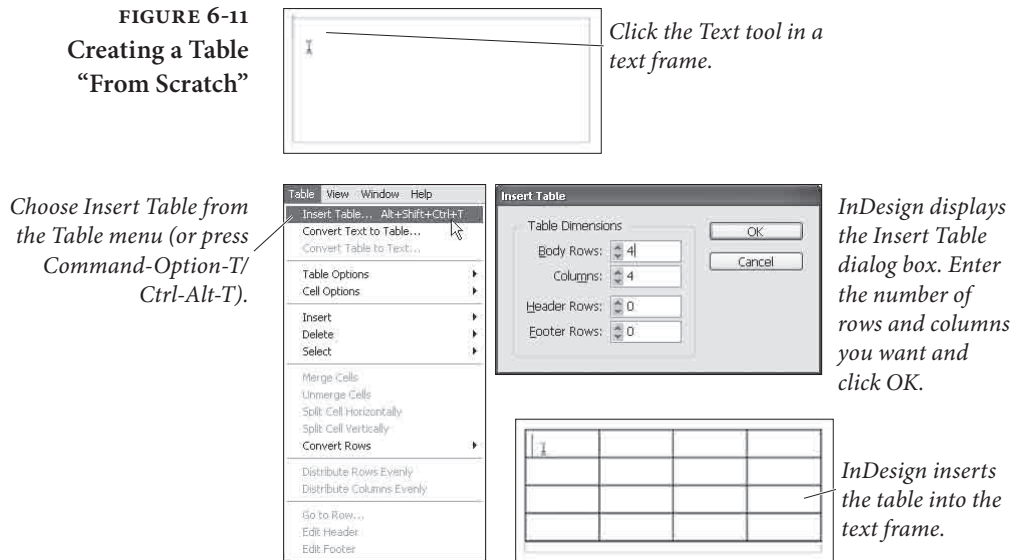 FIGURE 6-11
Creating a Table
“From Scratch”
Click the Text tool in a
text frame.
Choose Insert Table from
the Table menu (or press
Command-Option-T/
Ctrl-Alt-T).
Table View Window Help
Insert Table... Alt+Shift+Ctrl+T
Convert Text to Table...
Convert Table to Text...
Table Options
Cell Options
Insert
Delete
Select
Merge Cells
Unmerge Cells
Split Cell Horizontally
Split Cell Vertically
Convert Rows
Distribute Rows Evenly
Distribute Columns Evenly
Go to Row...
Edit Header
Edit Footer
Insert Table
Table Dimensions
Body Rows: 4
Columns: 4
Header Rows: 0
Footer Rows: 0
OK
Cancel
InDesign displays
the Insert Table
dialog box. Enter
the number of
rows and columns
you want and
click OK.
InDesign inserts
the table into the
text frame.